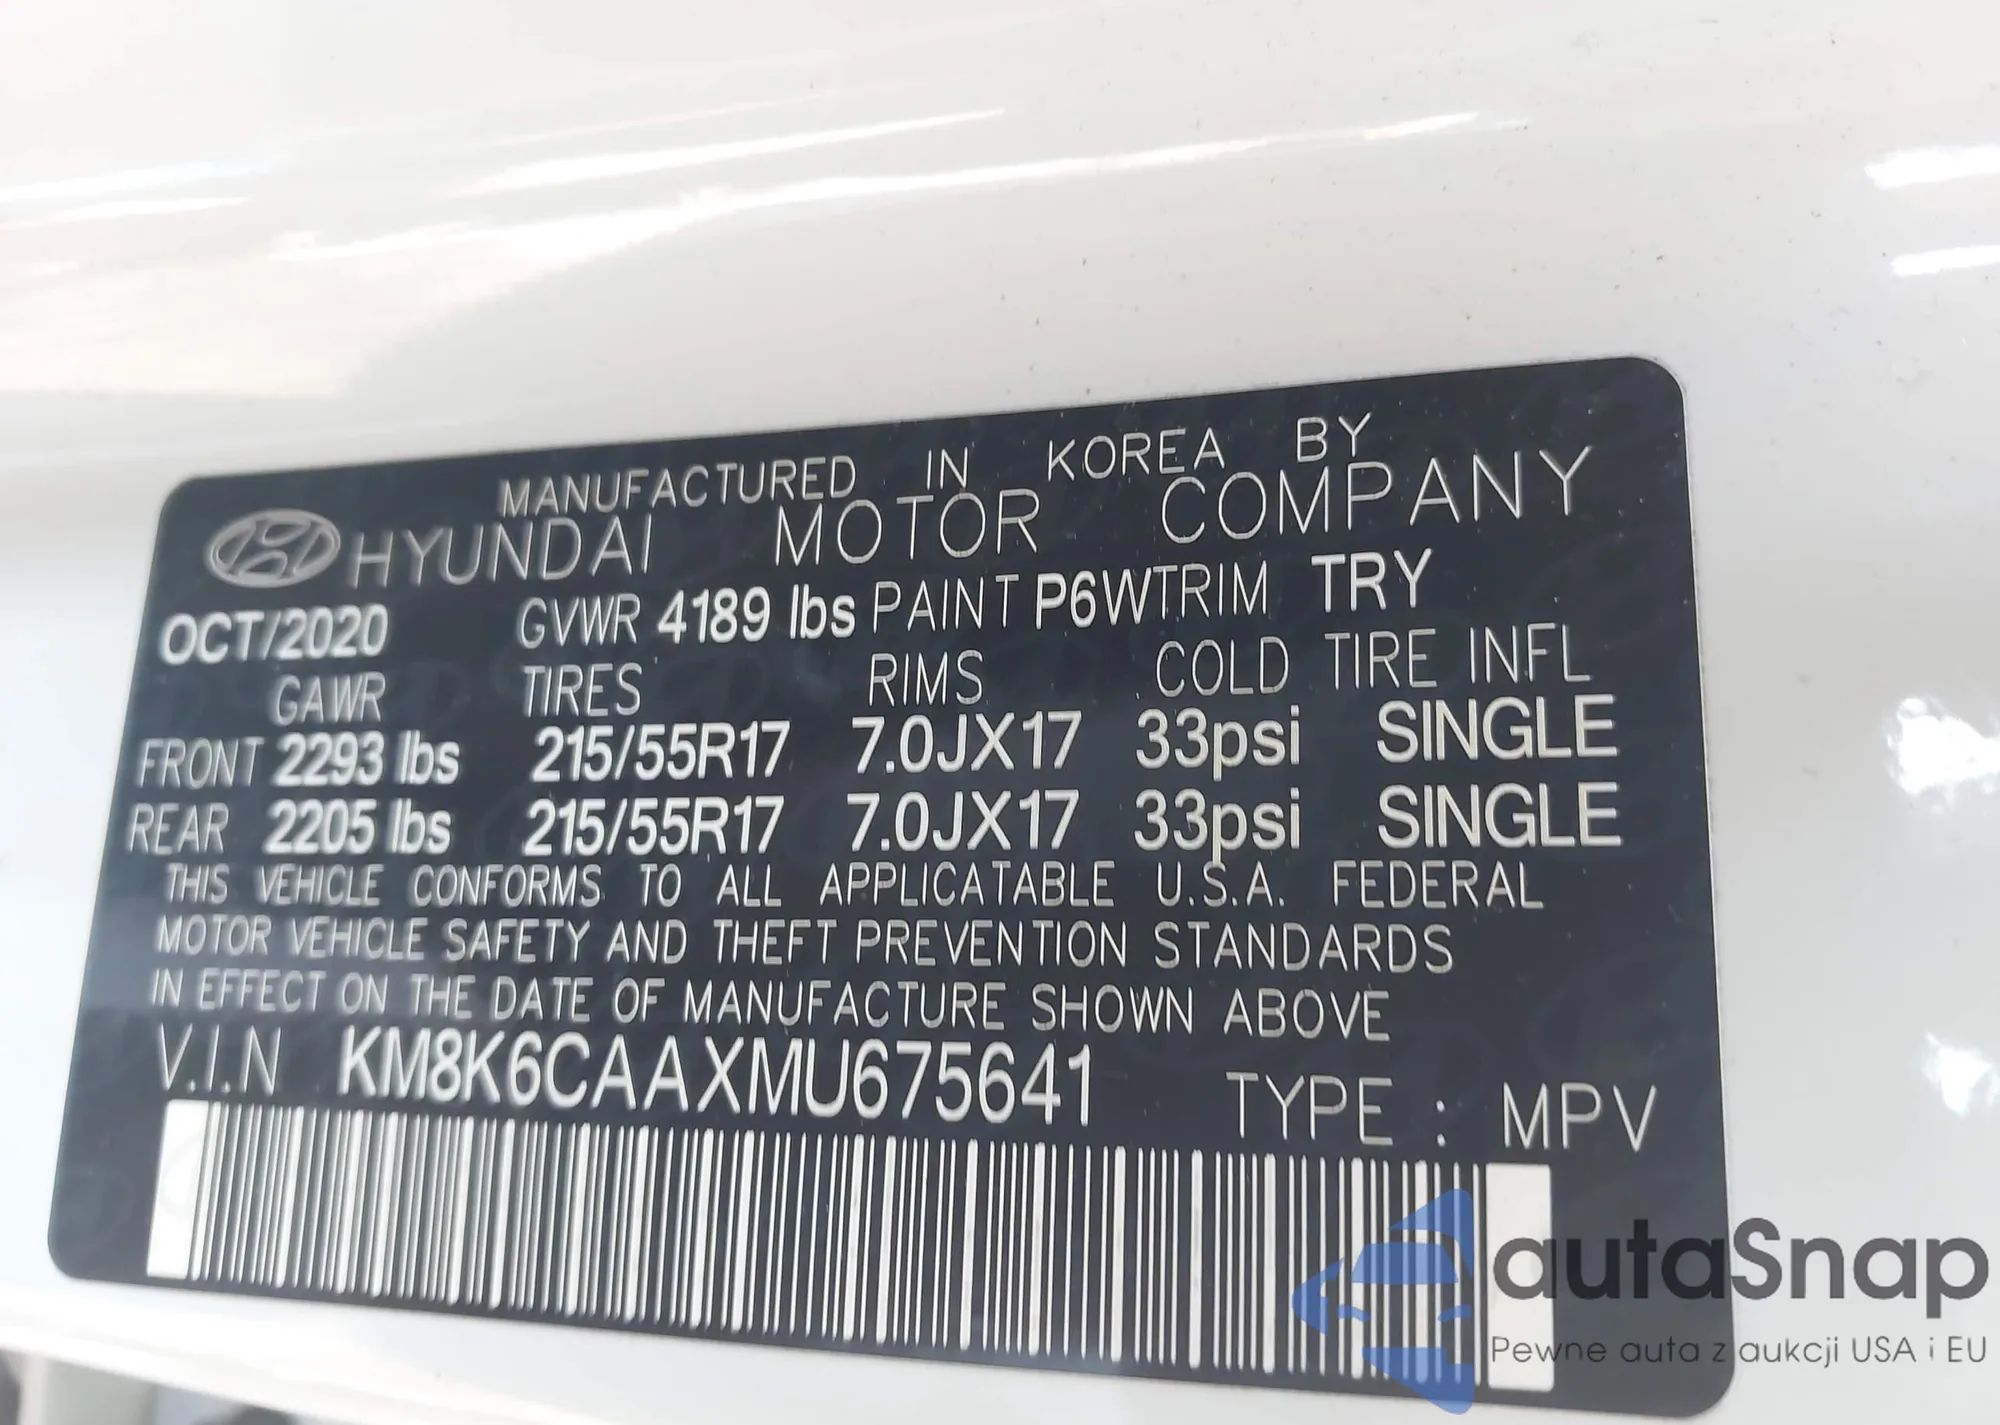 MANUFACTURED IN KOREA BY
HYUNDAI MOTOR COMPANY
OCT/2020 GVWR 4189 lbs PAINT P6W TRIM TRY
GAWR TIRES RIMS COLD TIRE INFL
FRONT 2293 lbs 215/55R17 7.0JX17 33psi SINGLE
REAR 2205 lbs 215/55R17 7.0JX17 33psi SINGLE
THIS VEHICLE CONFORMS TO ALL APPLICATABLE U.S.A. FEDERAL
MOTOR VEHICLE SAFETY AND THEFT PREVENTION STANDARDS
IN EFFECT ON THE DATE OF MANUFACTURE SHOWN ABOVE
V.I.N KM8K6CAAXMU675641 TYPE : MPV
autaSnap
Pewne auta z aukcji USA i EU